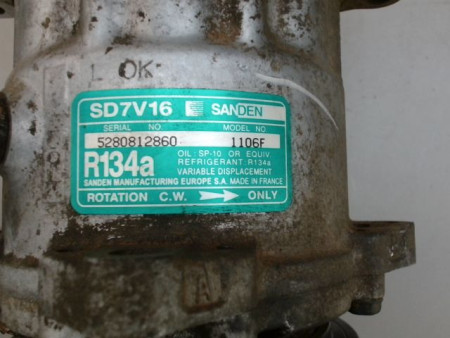 1 OK
SD7V16 SANDEN
SERIAL NO MODEL NO
5280812860 1106F
R134a
OIL: SP-10 OR EQUIV.
REFRIGERANT: R134a
VARIABLE DISPLACEMENT
SANDEN MANUFACTURING EUROPE S.A. MADE IN FRANCE
ROTATION C.W. ONLY
A